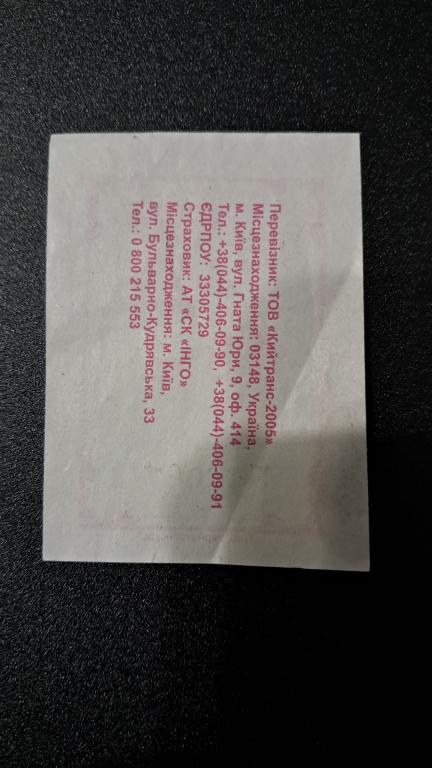 Перевізник: ТОВ «Кийтранс-2005»
Місцезнаходження: 03148, Україна,
м. Київ, вул. Гната Юри, 9, оф. 414
Тел.: +38(044)-406-09-90, +38(044)-406-09-91
ЄДРПОУ: 33305729
Страховик: АТ «СК «ІНГО»
Місцезнаходження: м. Київ,
вул. Бульварно-Кудрявська, 33
Тел.: 0 800 215 553